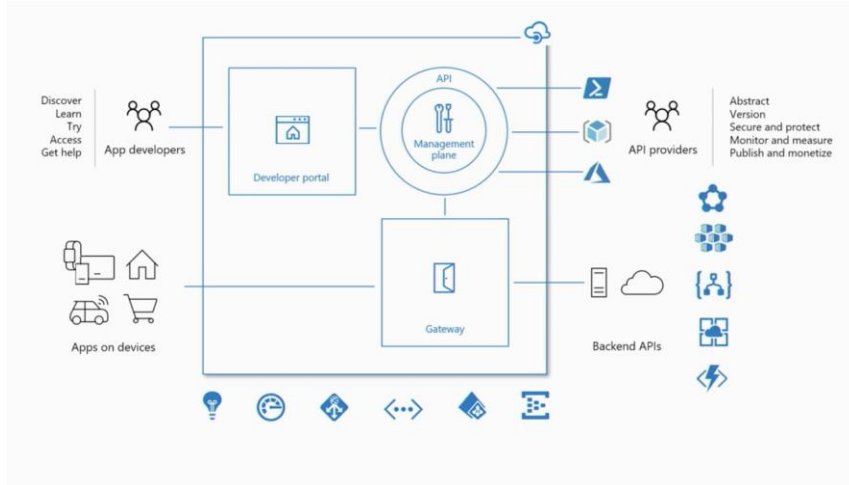 API
Management
plane
Developer portal
Gateway
Discover
Learn
Try
Access
Get help
App developers
API providers
Abstract
Version
Secure and protect
Monitor and measure
Publish and monetize
Apps on devices
Backend APIs